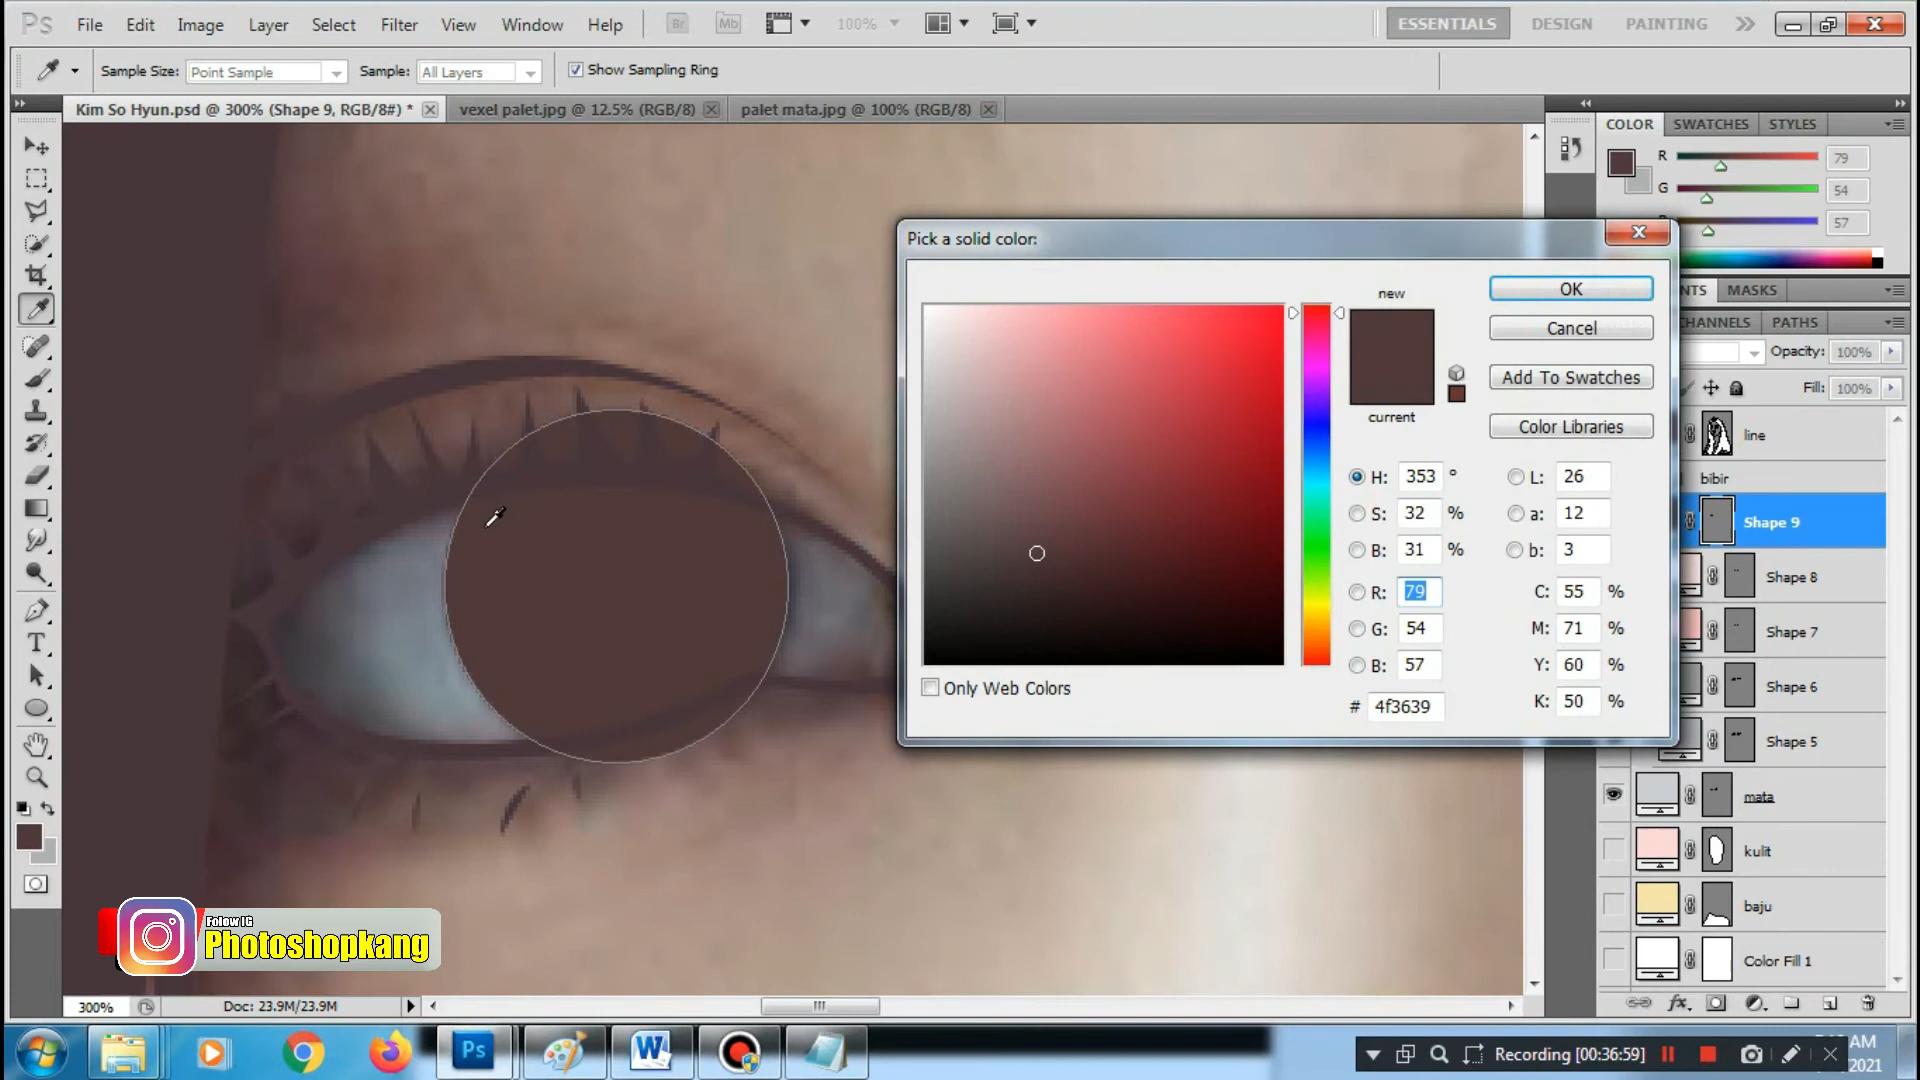 Ps File Edit Image Layer Select Filter View Window Help Br Mb 100% ESSENTIALS DESIGN PAINTING
Sample Size: Point Sample Sample: All Layers Show Sampling Ring
Kim So Hyun.psd @ 300% (Shape 9, RGB/8#) * vexel palet.jpg @ 12.5% (RGB/8) palet mata.jpg @ 100% (RGB/8)
COLOR SWATCHES STYLES
R 79
G 54
57
NTS MASKS
CHANNELS PATHS
Opacity: 100%
Fill: 100%
line
bibir
Shape 9
Shape 8
Shape 7
Shape 6
Shape 5
mata
kulit
baju
Color Fill 1
Pick a solid color:
new
current
OK
Cancel
Add To Swatches
Color Libraries
H: 353 ° L: 26
S: 32 % a: 12
B: 31 % b: 3
R: 79 C: 55 %
G: 54 M: 71 %
B: 57 Y: 60 %
# 4f3639 K: 50 %
Only Web Colors
Folow IG
Photoshopkang
300% Doc: 23.9M/23.9M
Ps W
Recording [00:36:59]
AM
2021